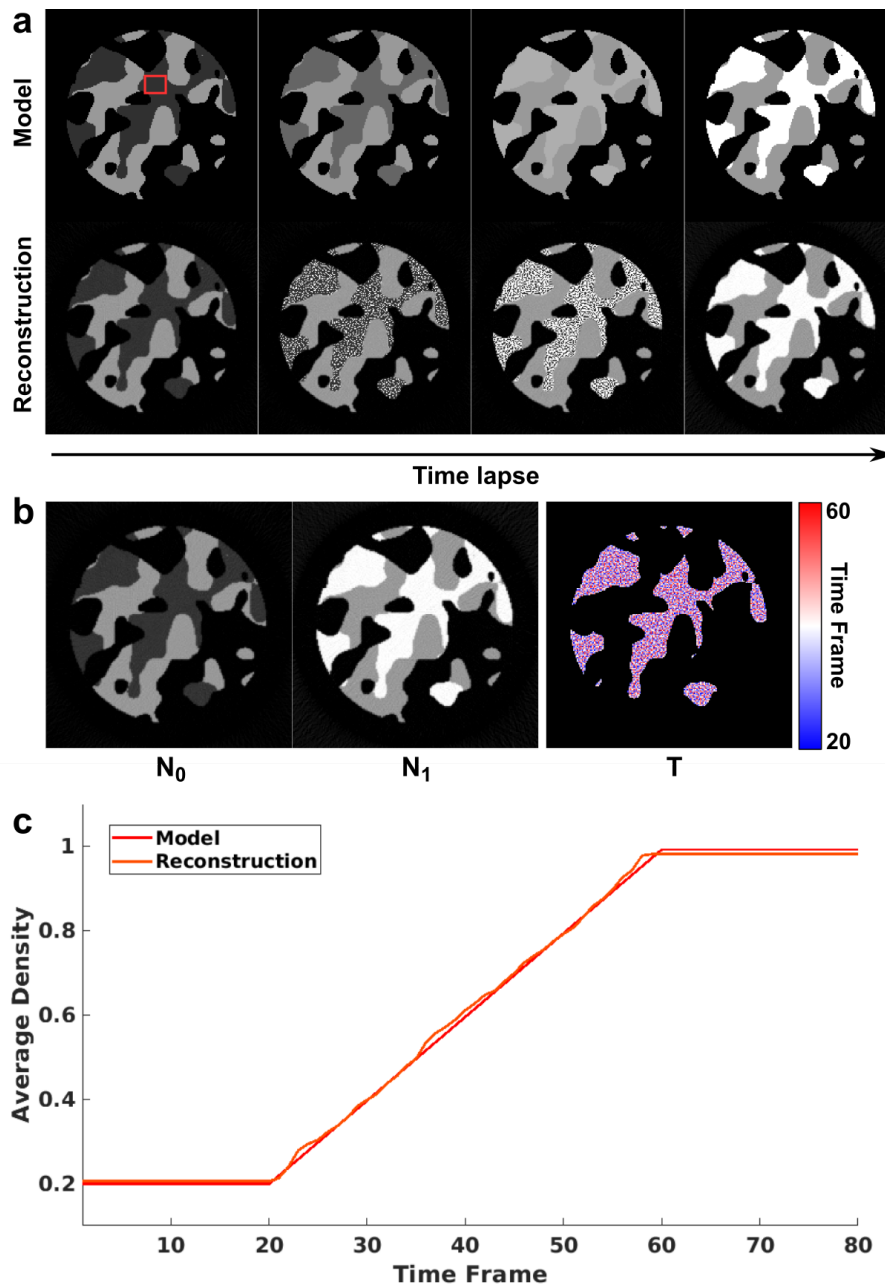 a
Model
Reconstruction
Time lapse
b
60
Time Frame
20
N₀
N₁
T
c
Model
Reconstruction
1
0.8
0.6
0.4
0.2
Average Density
10
20
30
40
50
60
70
80
Time Frame